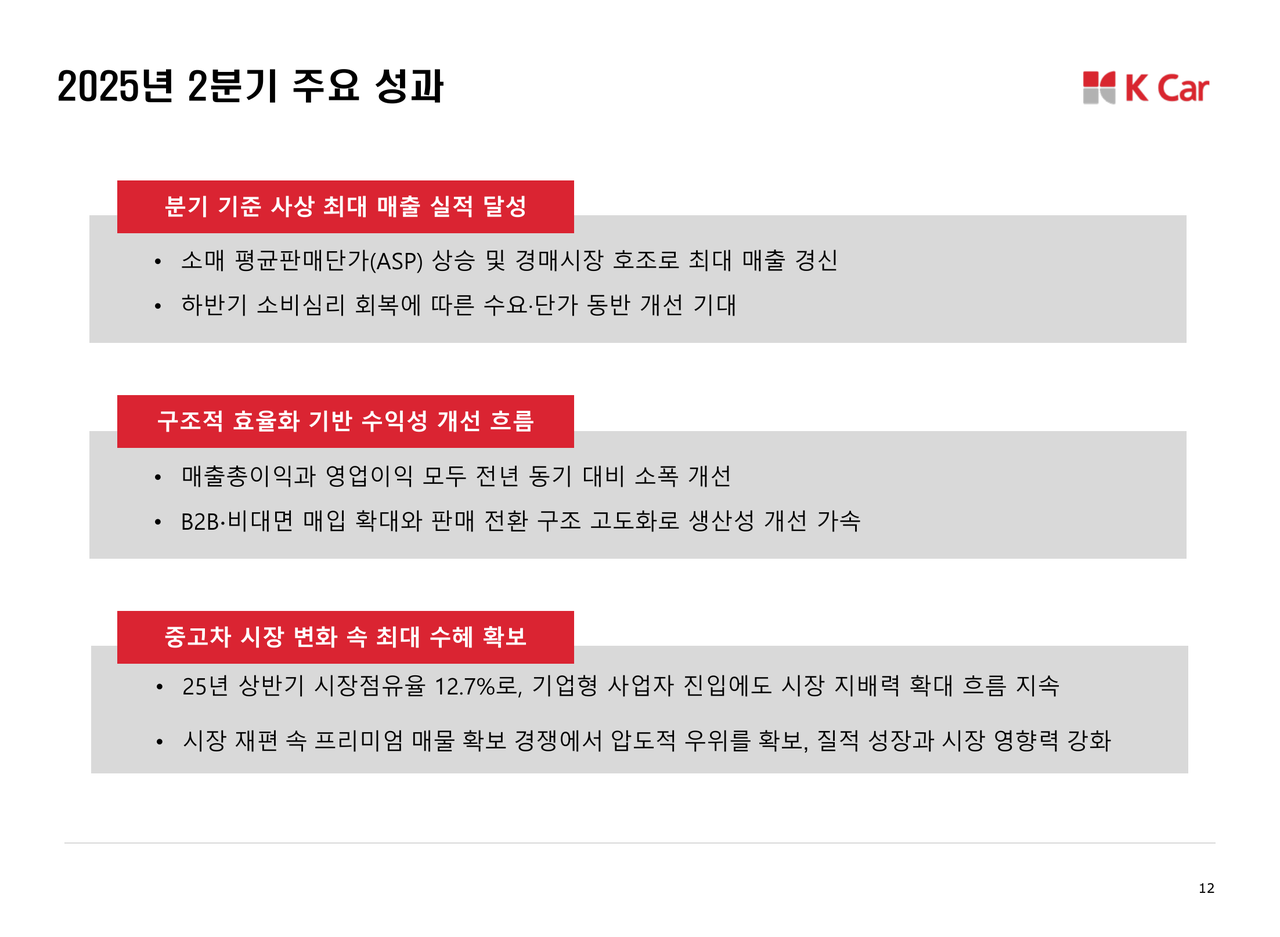 2025년 2분기 주요 성과
K Car
분기 기준 사상 최대 매출 실적 달성
• 소매 평균판매단가(ASP) 상승 및 경매시장 호조로 최대 매출 경신
• 하반기 소비심리 회복에 따른 수요·단가 동반 개선 기대
구조적 효율화 기반 수익성 개선 흐름
• 매출총이익과 영업이익 모두 전년 동기 대비 소폭 개선
• B2B·비대면 매입 확대와 판매 전환 구조 고도화로 생산성 개선 가속
중고차 시장 변화 속 최대 수혜 확보
• 25년 상반기 시장점유율 12.7%로, 기업형 사업자 진입에도 시장 지배력 확대 흐름 지속
• 시장 재편 속 프리미엄 매물 확보 경쟁에서 압도적 우위를 확보, 질적 성장과 시장 영향력 강화
12